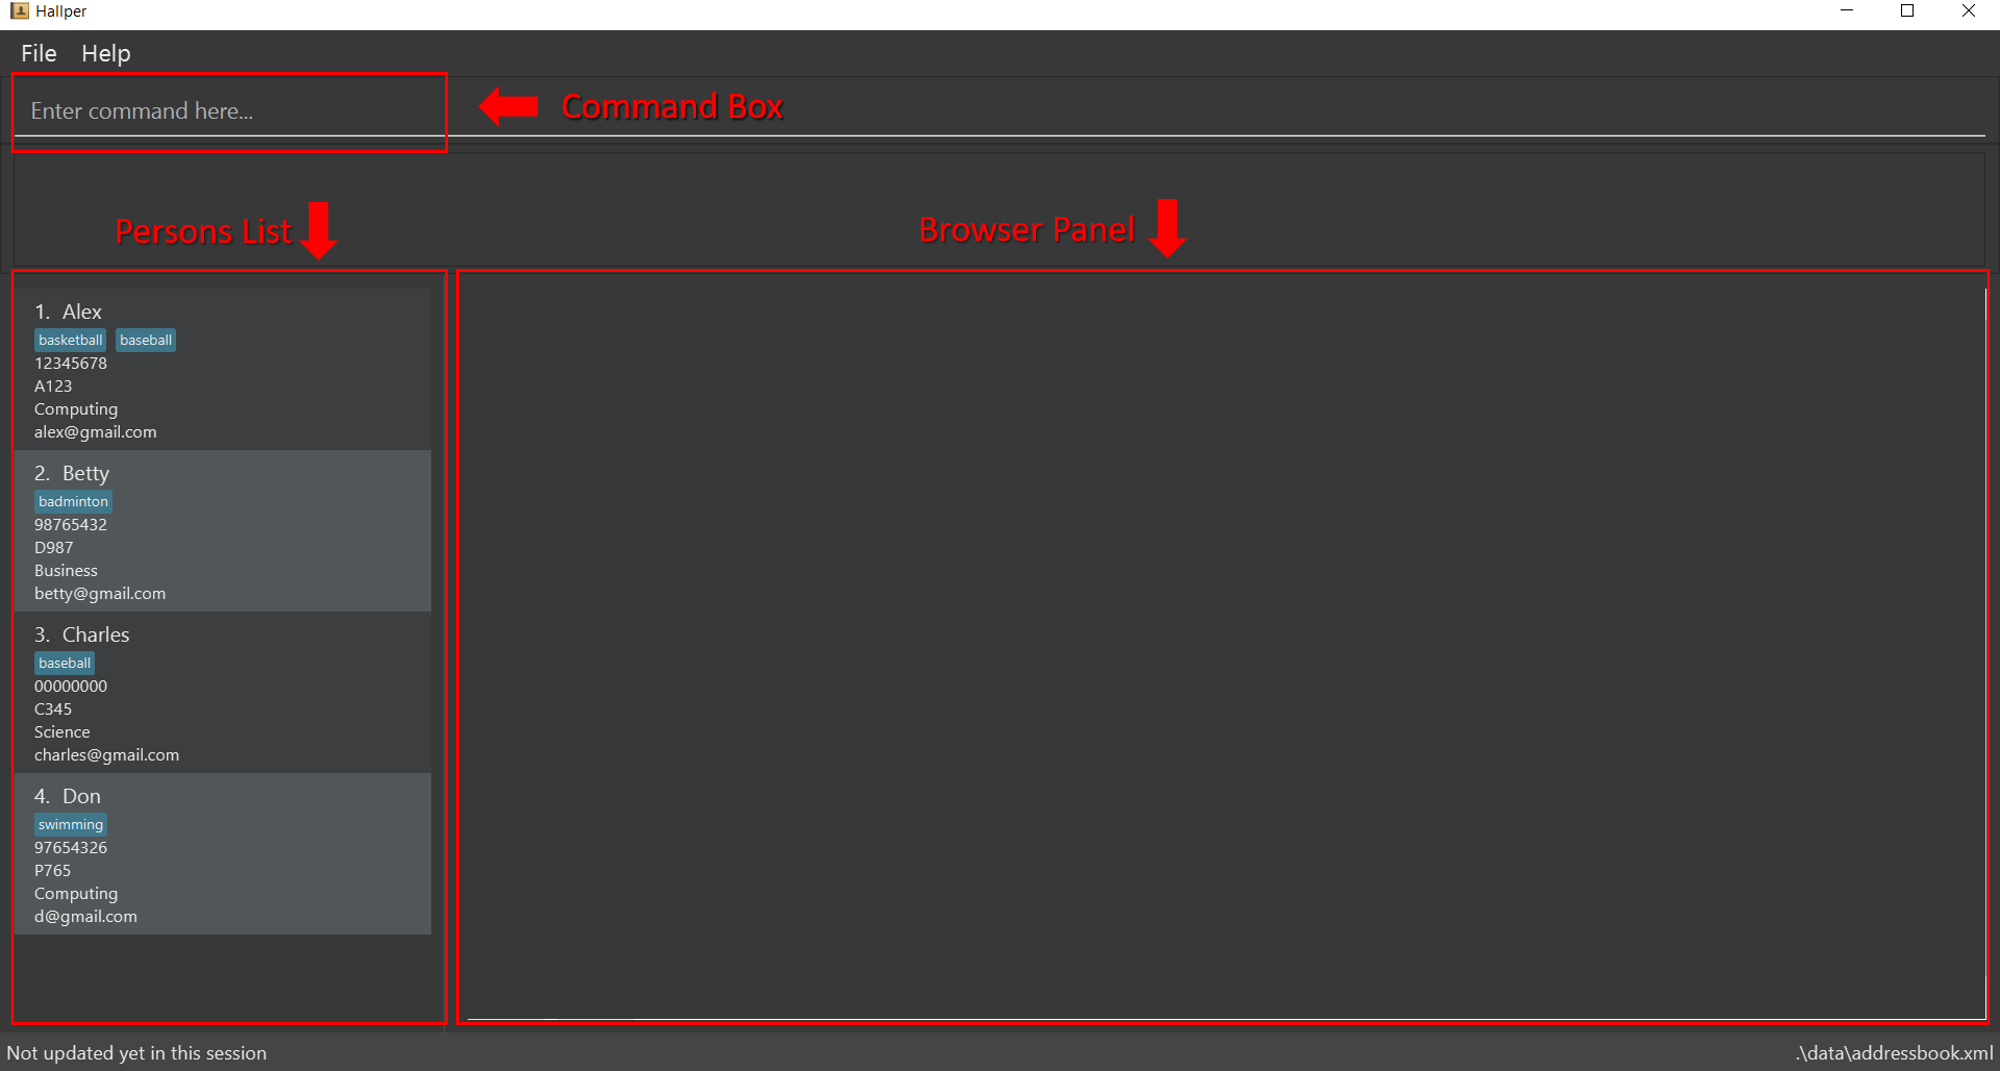 Hallper
File Help
Enter command here...
Command Box
Persons List
Browser Panel
1. Alex
basketball baseball
12345678
A123
Computing
alex@gmail.com
2. Betty
badminton
98765432
D987
Business
betty@gmail.com
3. Charles
baseball
00000000
C345
Science
charles@gmail.com
4. Don
swimming
97654326
P765
Computing
d@gmail.com
Not updated yet in this session
.\data\addressbook.xml